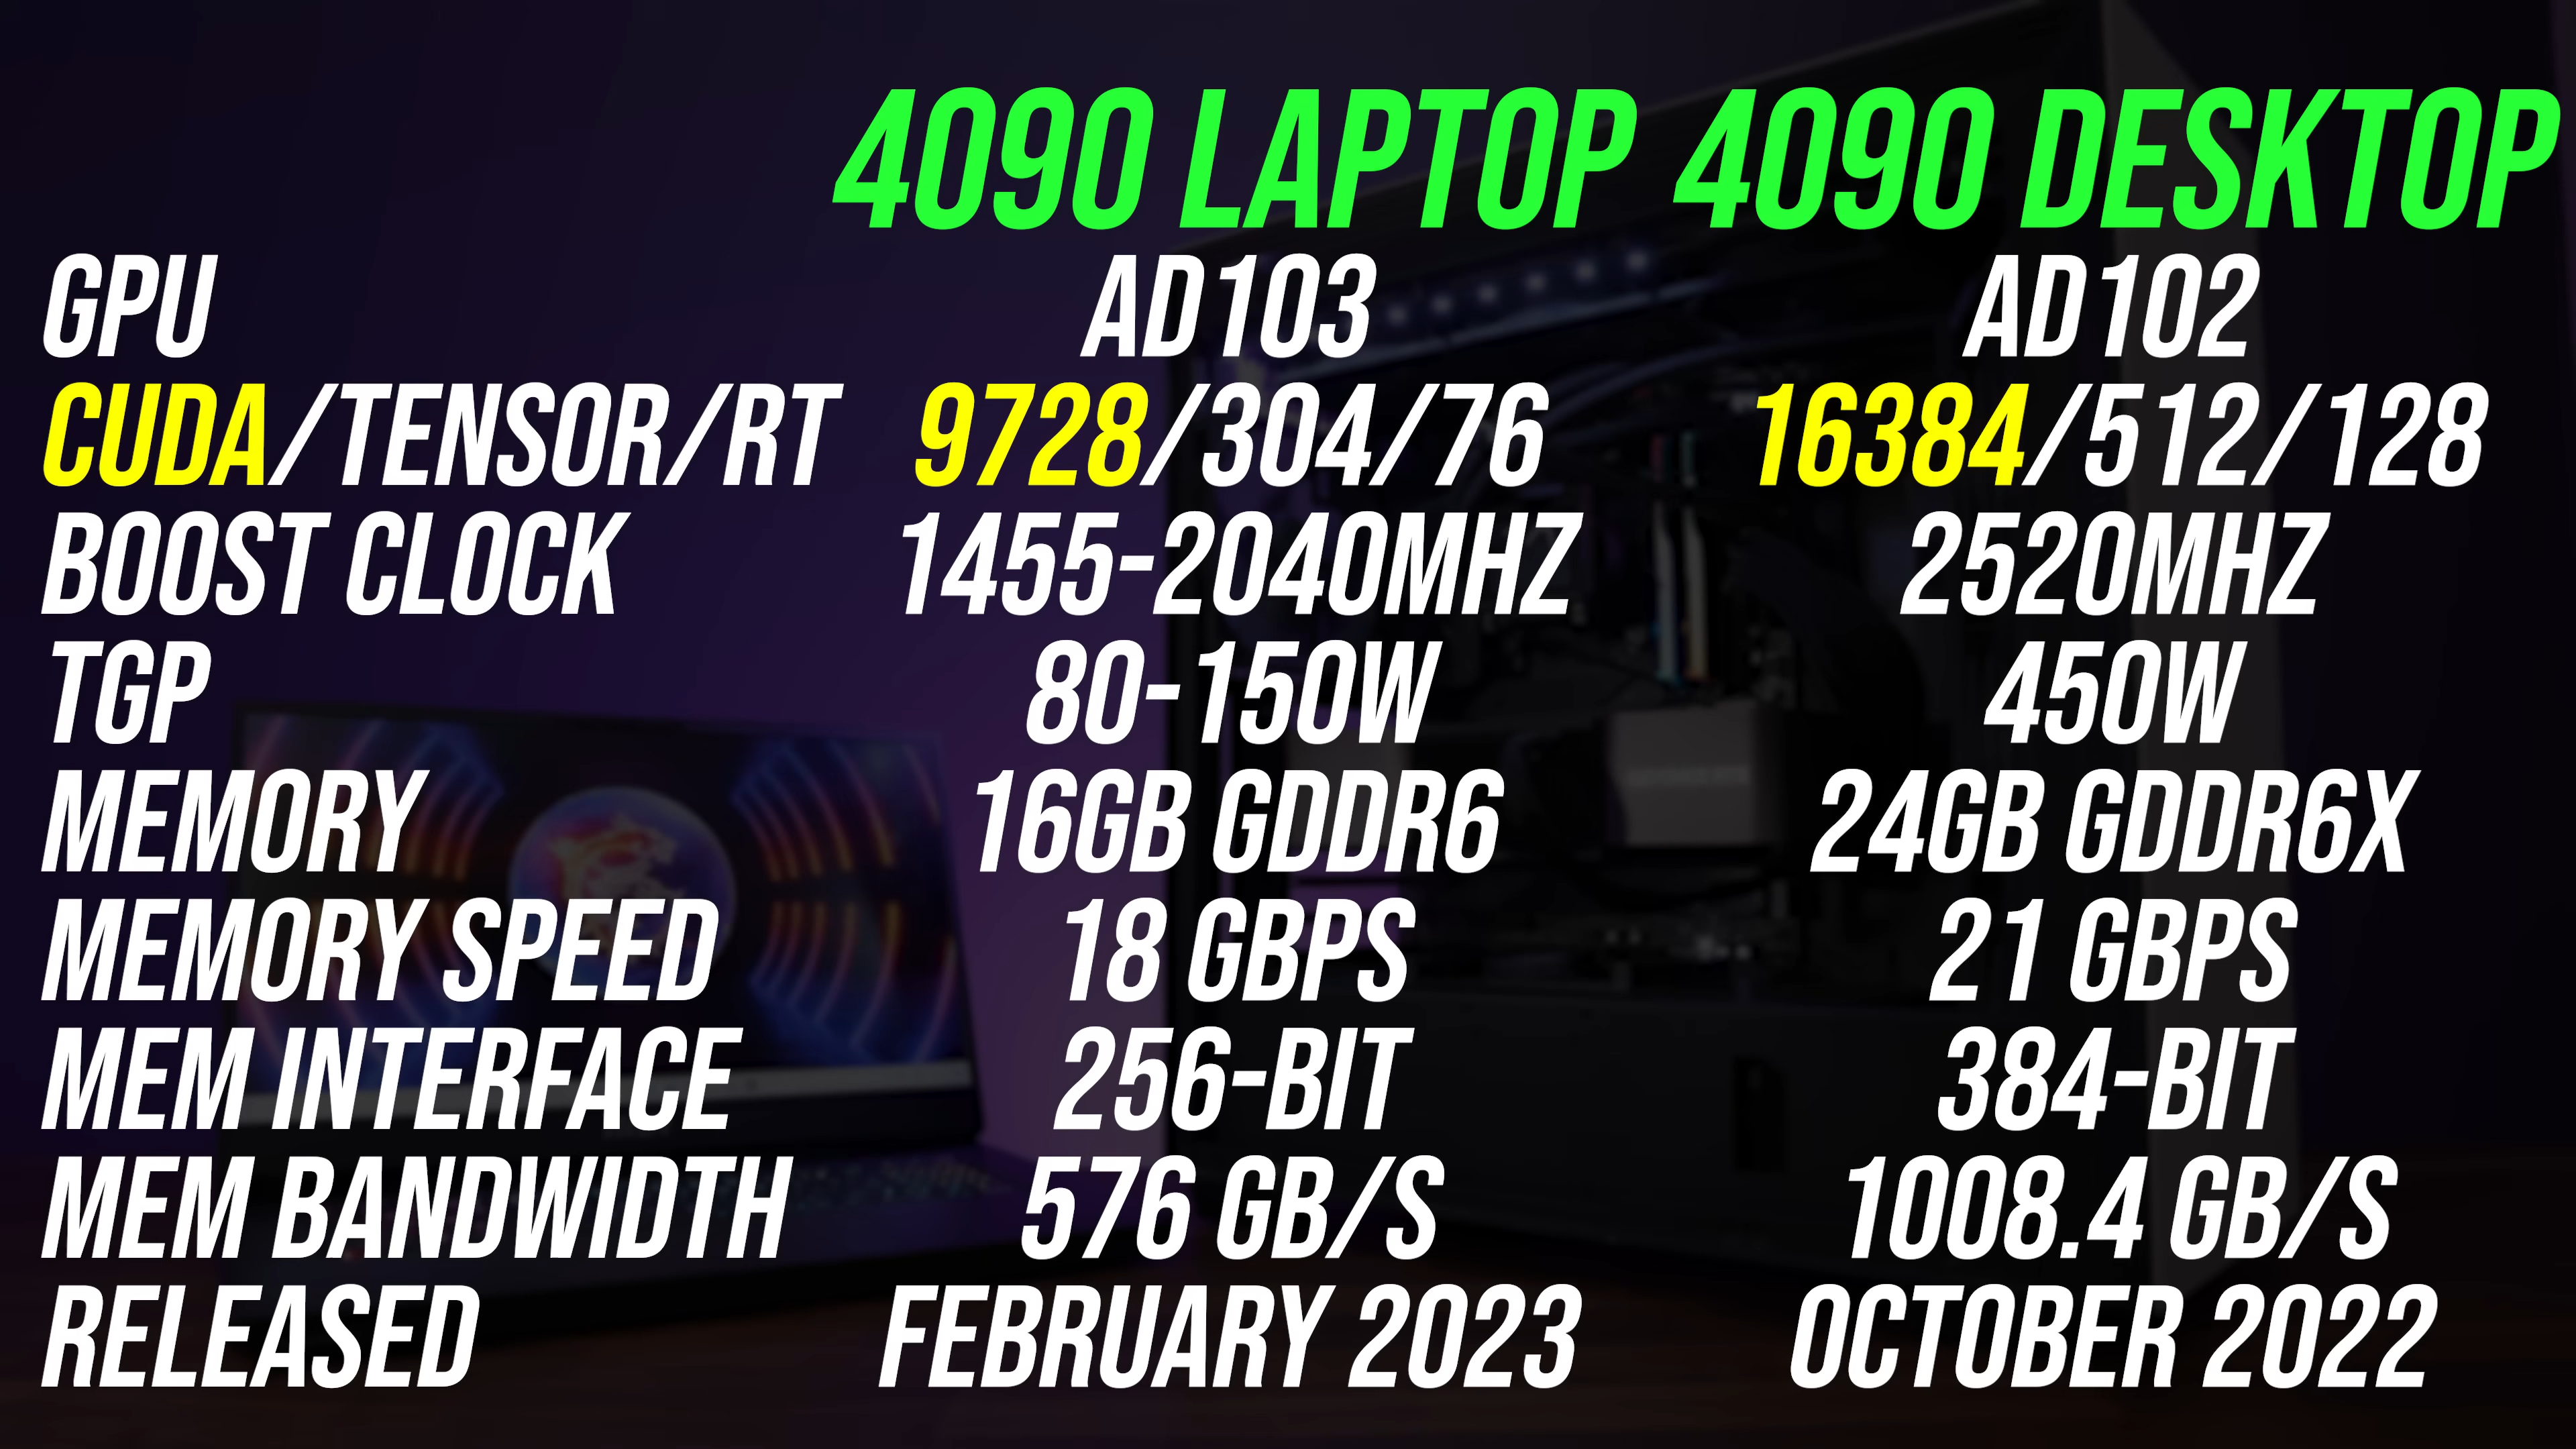 4090 LAPTOP 4090 DESKTOP
GPU AD103 AD102
CUDA/TENSOR/RT 9728/304/76 16384/512/128
BOOST CLOCK 1455-2040MHZ 2520MHZ
TGP 80-150W 450W
MEMORY 16GB GDDR6 24GB GDDR6X
MEMORY SPEED 18 GBPS 21 GBPS
MEM INTERFACE 256-BIT 384-BIT
MEM BANDWIDTH 576 GB/S 1008.4 GB/S
RELEASED FEBRUARY 2023 OCTOBER 2022